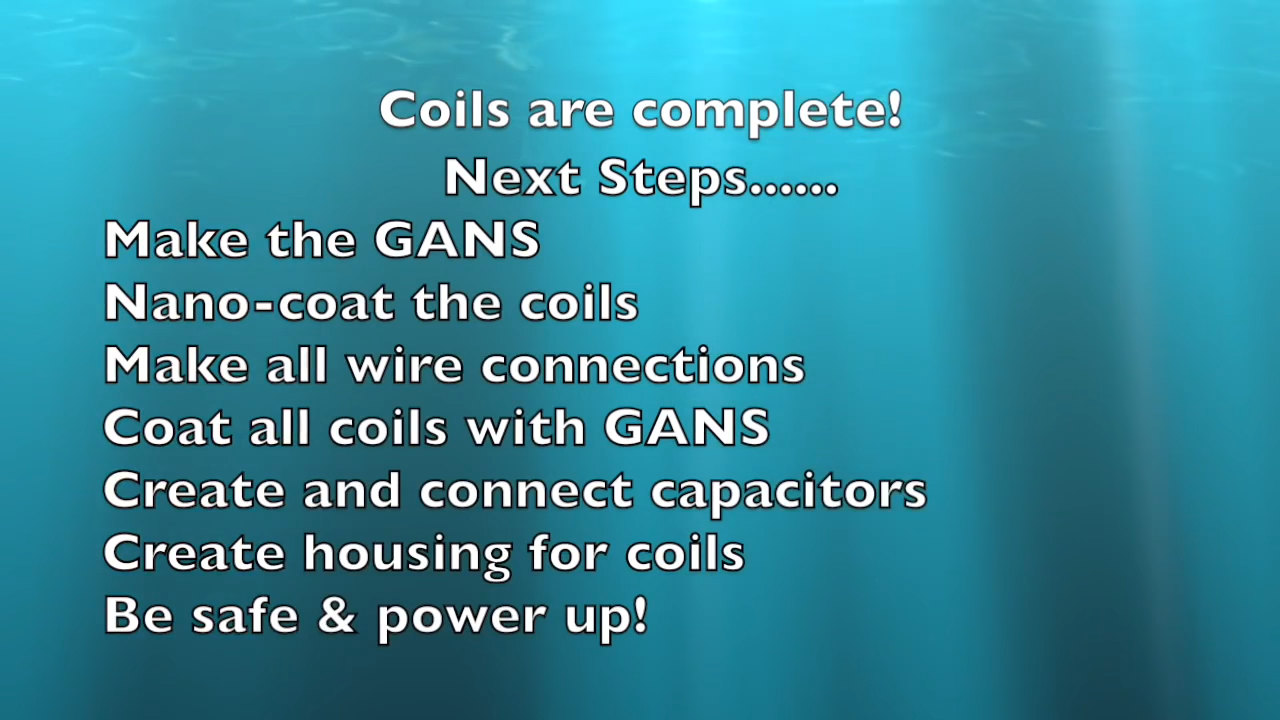 Coils are complete!
Next Steps......
Make the GANS
Nano-coat the coils
Make all wire connections
Coat all coils with GANS
Create and connect capacitors
Create housing for coils
Be safe & power up!